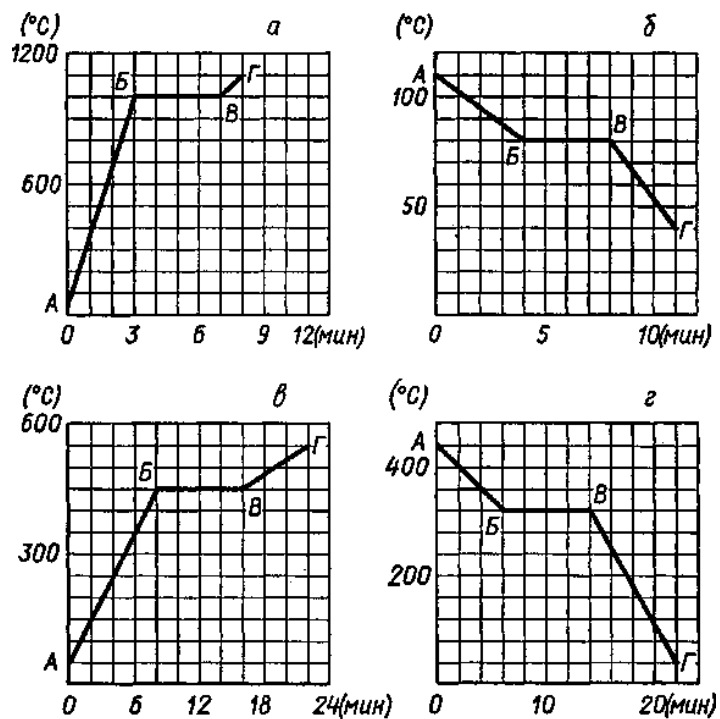 (°С) а
1200
Б
Г
В
600
А
0 3 6 9 12(мин)
(°С) б
А
100
Б
В
50
Г
0 5 10(мин)
(°С) в
600
Б
В
Г
300
А
0 6 12 18 24(мин)
(°С) г
А
400
Б
В
200
Г
0 10 20(мин)